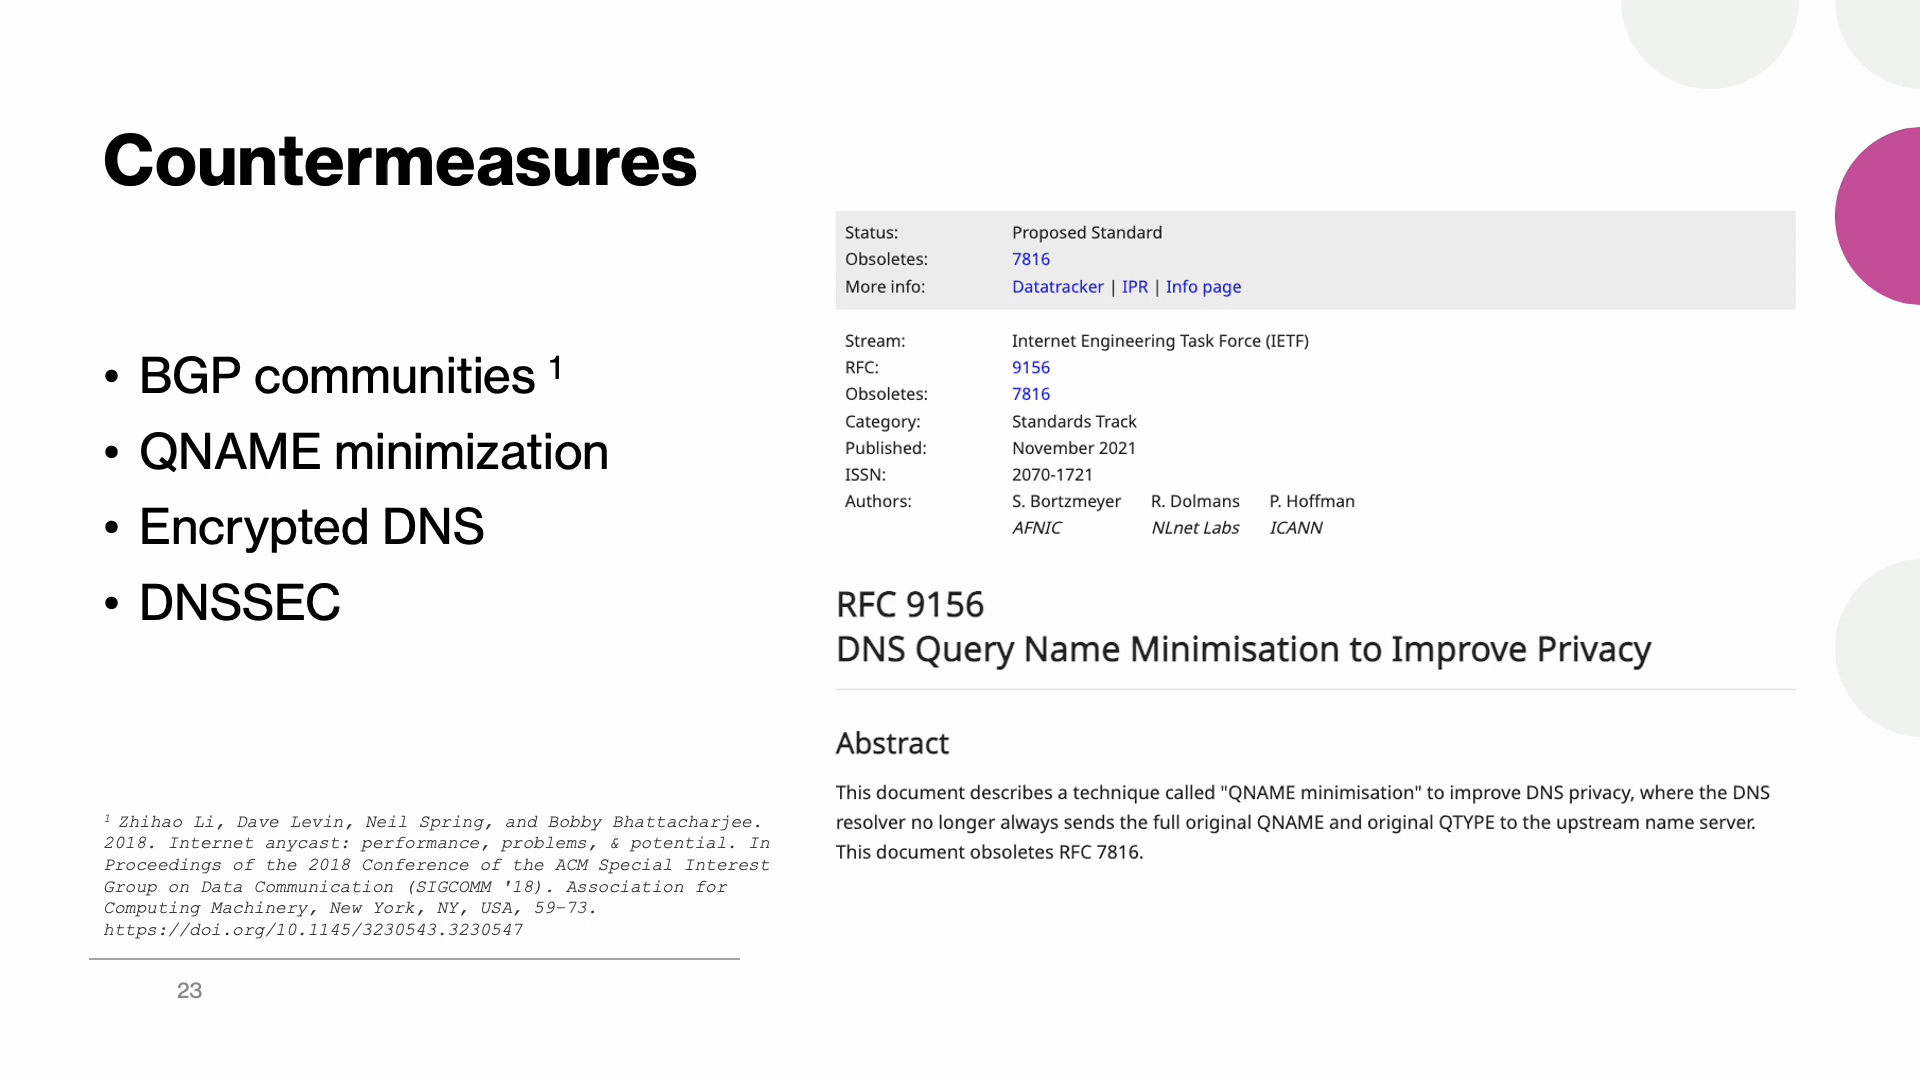 Countermeasures
• BGP communities ¹
• QNAME minimization
• Encrypted DNS
• DNSSEC
¹ Zhihao Li, Dave Levin, Neil Spring, and Bobby Bhattacharjee.
2018. Internet anycast: performance, problems, & potential. In
Proceedings of the 2018 Conference of the ACM Special Interest
Group on Data Communication (SIGCOMM '18). Association for
Computing Machinery, New York, NY, USA, 59–73.
https://doi.org/10.1145/3230543.3230547
23
Status: Proposed Standard
Obsoletes: 7816
More info: Datatracker | IPR | Info page
Stream: Internet Engineering Task Force (IETF)
RFC: 9156
Obsoletes: 7816
Category: Standards Track
Published: November 2021
ISSN: 2070-1721
Authors: S. Bortzmeyer R. Dolmans P. Hoffman
AFNIC NLnet Labs ICANN
RFC 9156
DNS Query Name Minimisation to Improve Privacy
Abstract
This document describes a technique called "QNAME minimisation" to improve DNS privacy, where the DNS
resolver no longer always sends the full original QNAME and original QTYPE to the upstream name server.
This document obsoletes RFC 7816.